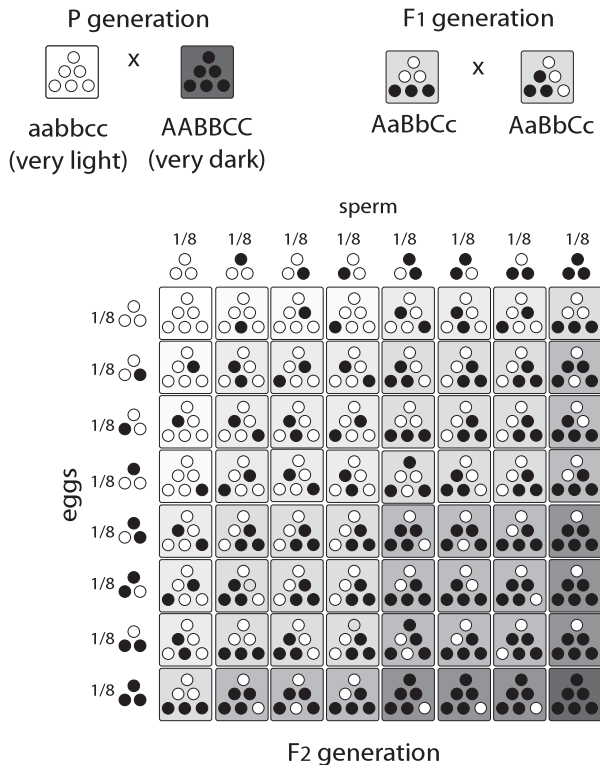 P generation
x
aabbcc
(very light)
AABBCC
(very dark)
F1 generation
x
AaBbCc
AaBbCc
sperm
1/8 1/8 1/8 1/8 1/8 1/8 1/8 1/8
eggs
1/8
1/8
1/8
1/8
1/8
1/8
1/8
1/8
F2 generation